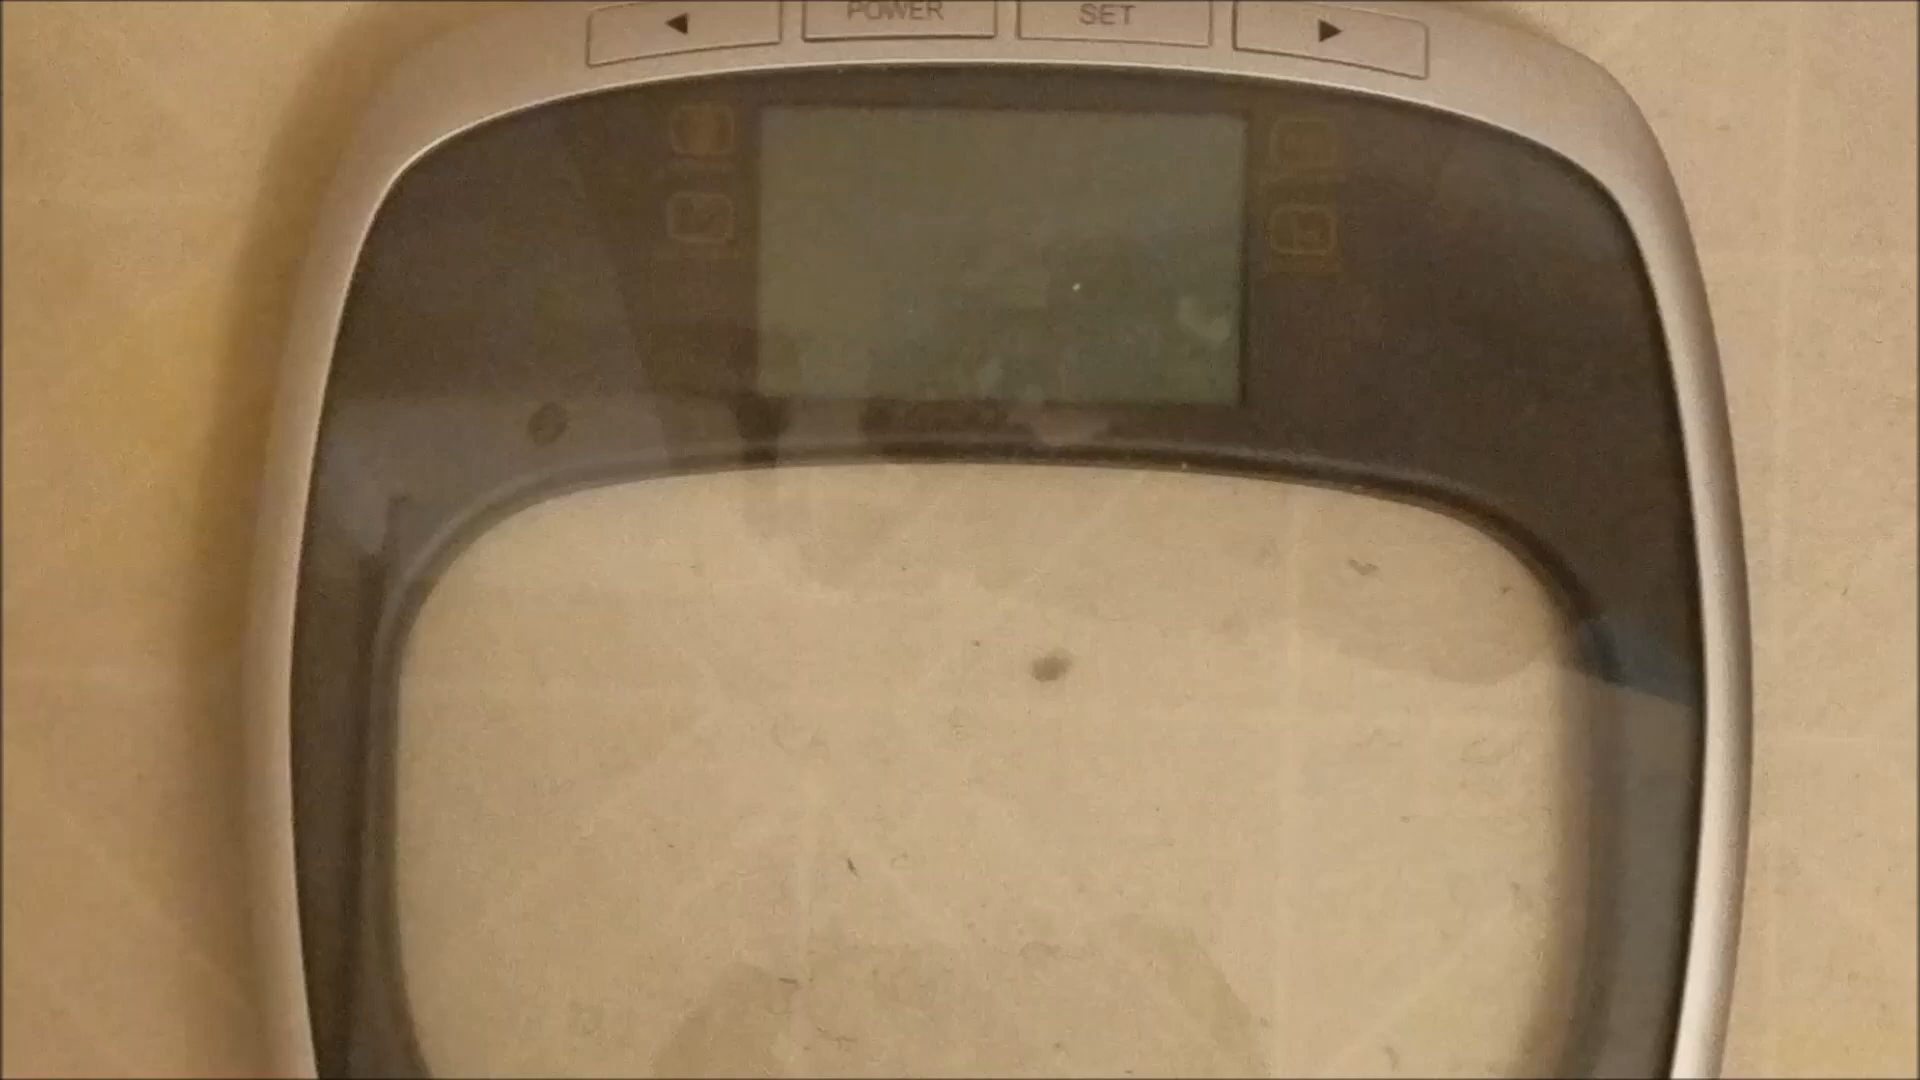 ◄ POWER SET ►